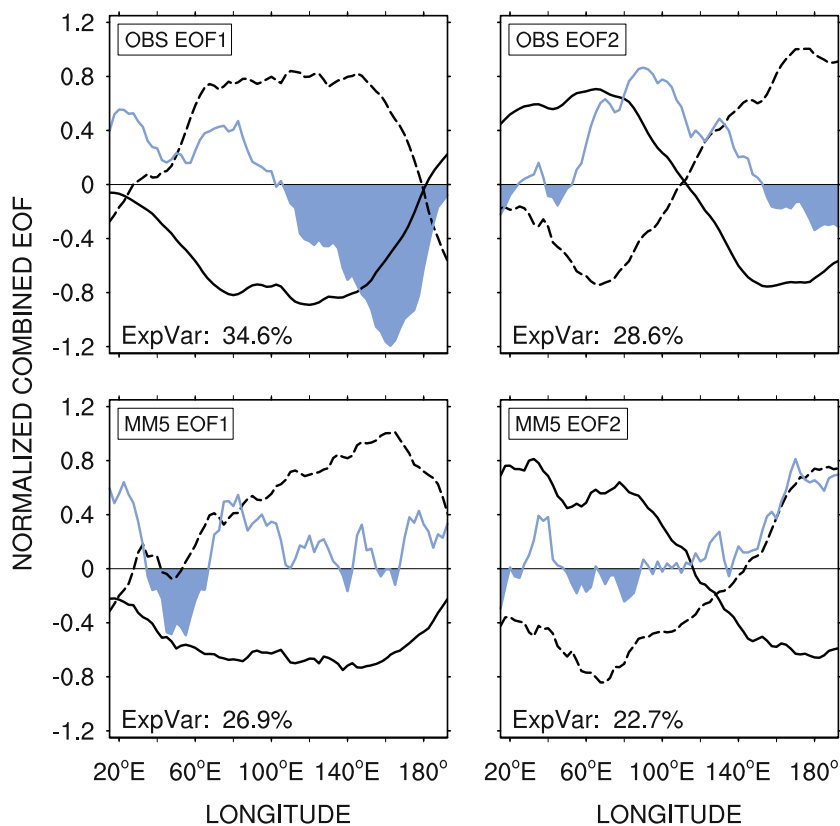 NORMALIZED COMBINED EOF
OBS EOF1
1.2
0.8
0.4
0
-0.4
-0.8
-1.2
ExpVar: 34.6%
OBS EOF2
ExpVar: 28.6%
MM5 EOF1
1.2
0.8
0.4
0
-0.4
-0.8
-1.2
ExpVar: 26.9%
20°E 60°E 100°E 140°E 180°
LONGITUDE
MM5 EOF2
ExpVar: 22.7%
20°E 60°E 100°E 140°E 180°
LONGITUDE